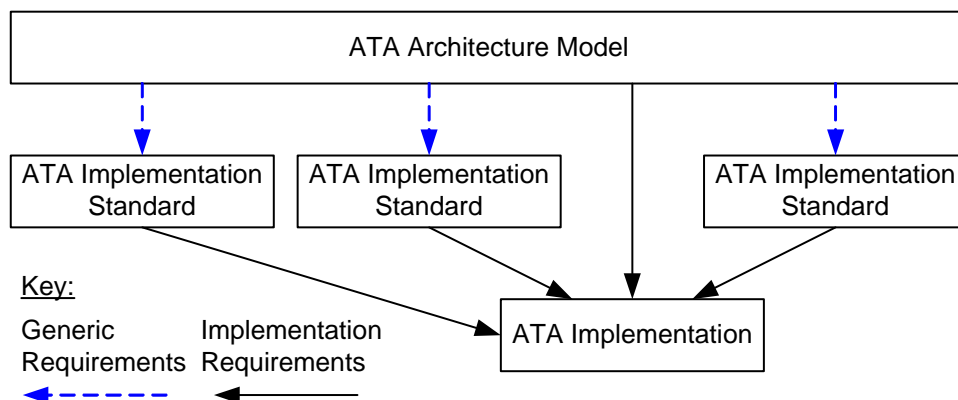 ATA Architecture Model
ATA Implementation
Standard
ATA Implementation
Standard
ATA Implementation
Standard
Key:
Generic
Requirements
Implementation
Requirements
ATA Implementation